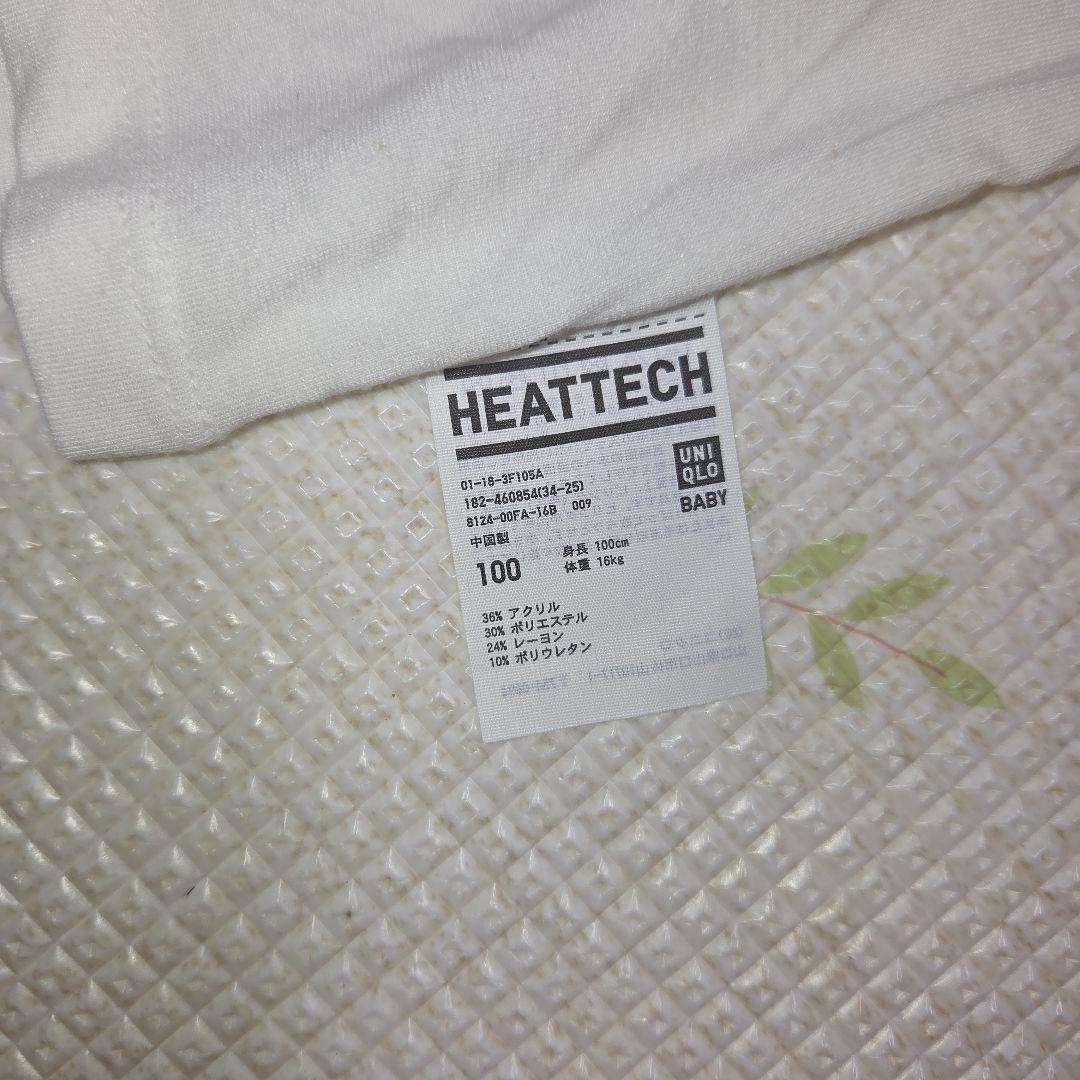 HEATTECH
01-18-3F105A
182-460854(34-25)
8124-00FA-16B 009
中国製
UNI
QLO
BABY
100
身長 100cm
体重 16kg
36% アクリル
30% ポリエステル
24% レーヨン
10% ポリウレタン